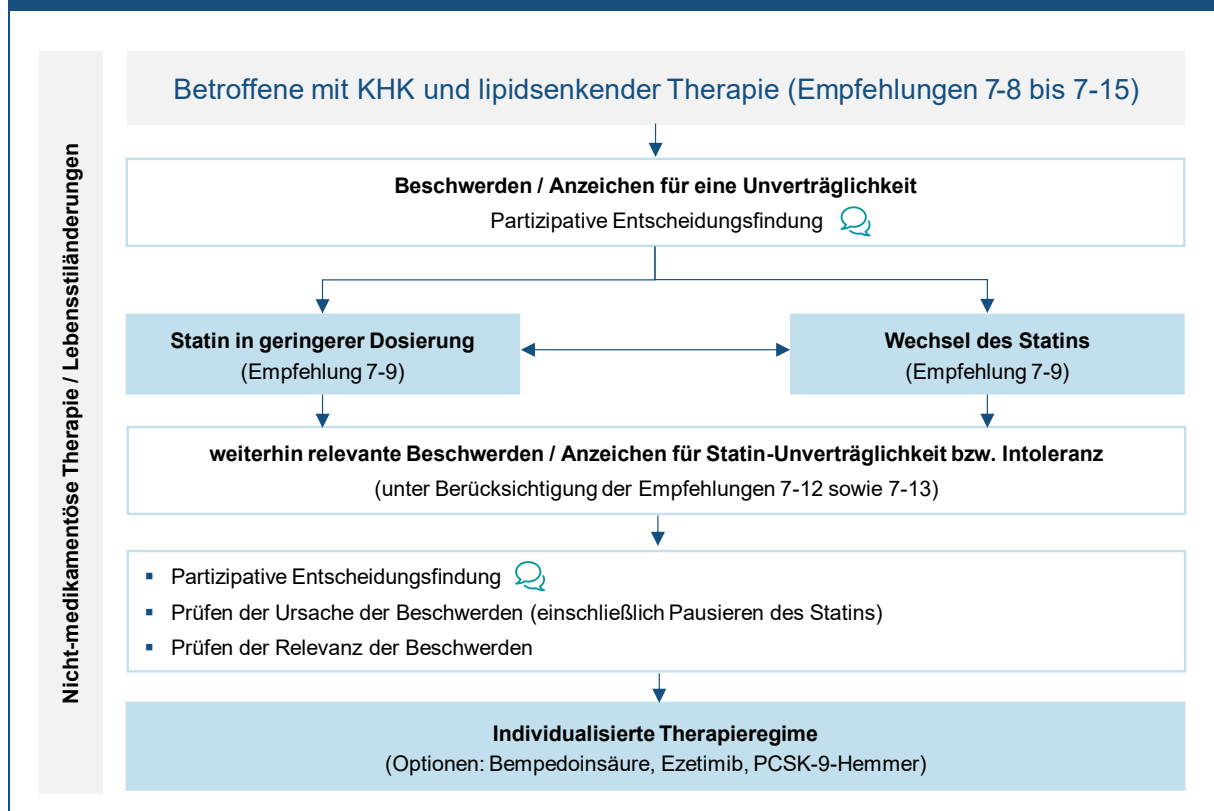 Nicht-medikamentöse Therapie / Lebensstiländerungen
Betroffene mit KHK und lipidsenkender Therapie (Empfehlungen 7-8 bis 7-15)
Beschwerden / Anzeichen für eine Unverträglichkeit
Partizipative Entscheidungsfindung
Statin in geringerer Dosierung
(Empfehlung 7-9)
Wechsel des Statins
(Empfehlung 7-9)
weiterhin relevante Beschwerden / Anzeichen für Statin-Unverträglichkeit bzw. Intoleranz
(unter Berücksichtigung der Empfehlungen 7-12 sowie 7-13)
▪ Partizipative Entscheidungsfindung
▪ Prüfen der Ursache der Beschwerden (einschließlich Pausieren des Statins)
▪ Prüfen der Relevanz der Beschwerden
Individualisierte Therapieregime
(Optionen: Bempedoinsäure, Ezetimib, PCSK-9-Hemmer)